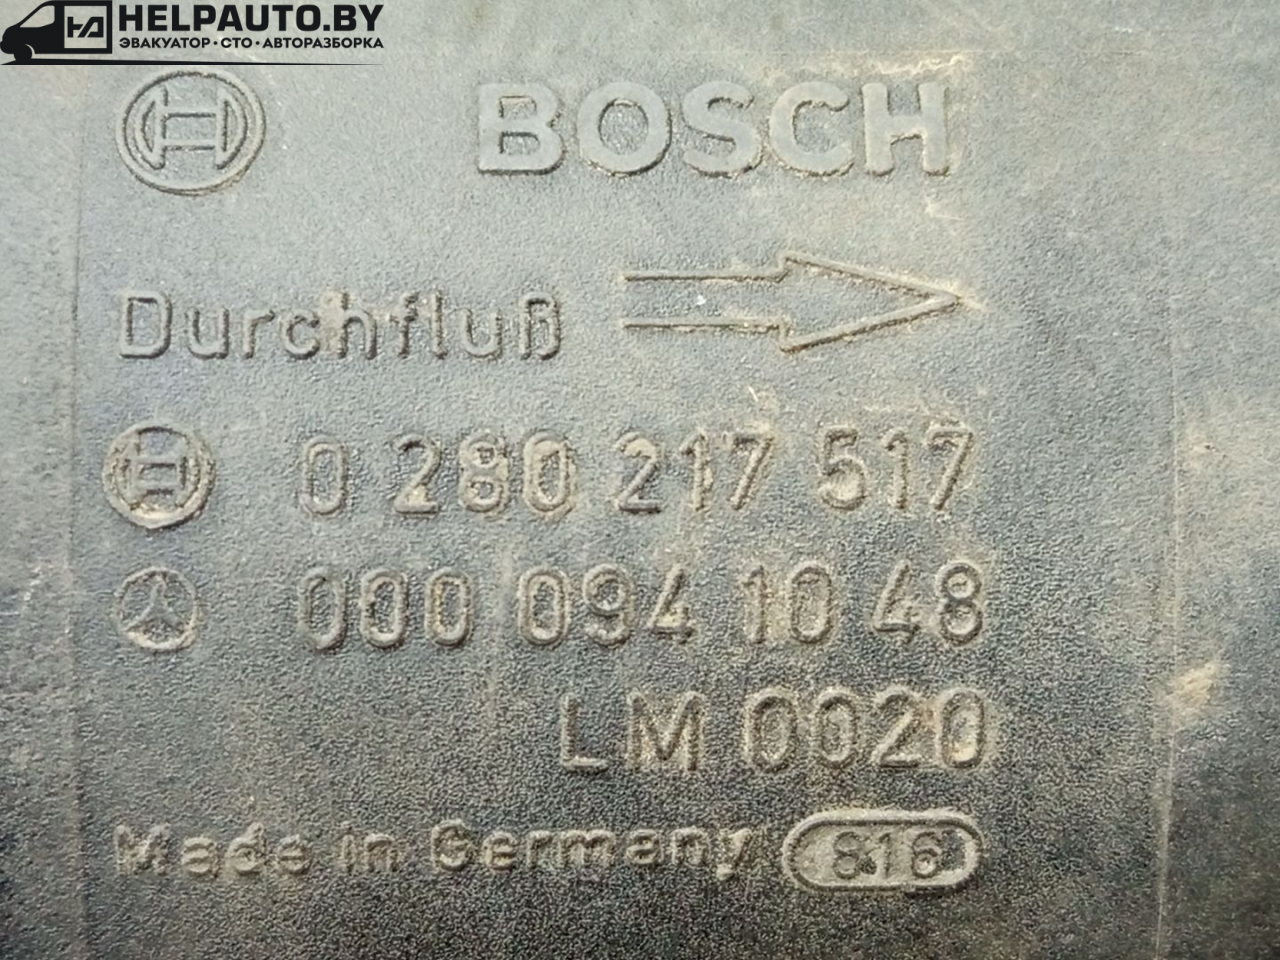 HELPAUTO.BY
ЭВАКУАТОР · СТО · АВТОРАЗБОРКА
BOSCH
Durchfluß
0 280 217 517
000 094 10 48
LM 0020
Made in Germany 816